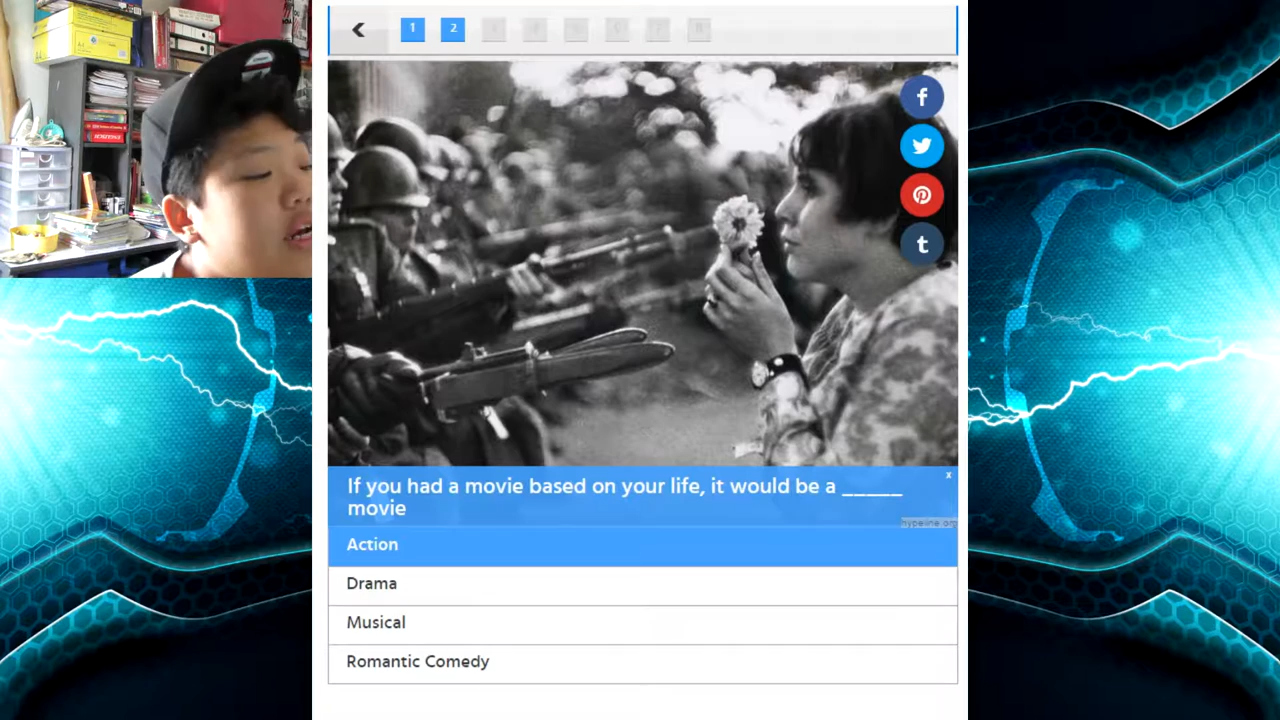 1 2
If you had a movie based on your life, it would be a _____
movie
x
hypeline.org
Action
Drama
Musical
Romantic Comedy